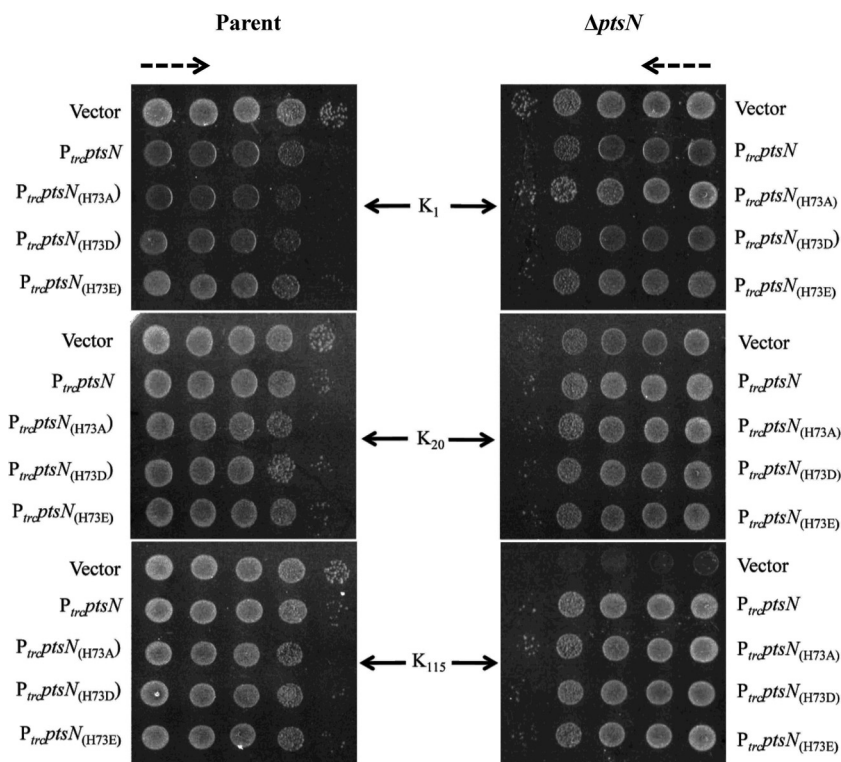 Parent
ΔptsN
Vector
PtrcptsN
PtrcptsN(H73A)
PtrcptsN(H73D)
PtrcptsN(H73E)
K1
Vector
PtrcptsN
PtrcptsN(H73A)
PtrcptsN(H73D)
PtrcptsN(H73E)
Vector
PtrcptsN
PtrcptsN(H73A)
PtrcptsN(H73D)
PtrcptsN(H73E)
K20
Vector
PtrcptsN
PtrcptsN(H73A)
PtrcptsN(H73D)
PtrcptsN(H73E)
Vector
PtrcptsN
PtrcptsN(H73A)
PtrcptsN(H73D)
PtrcptsN(H73E)
K115
Vector
PtrcptsN
PtrcptsN(H73A)
PtrcptsN(H73D)
PtrcptsN(H73E)